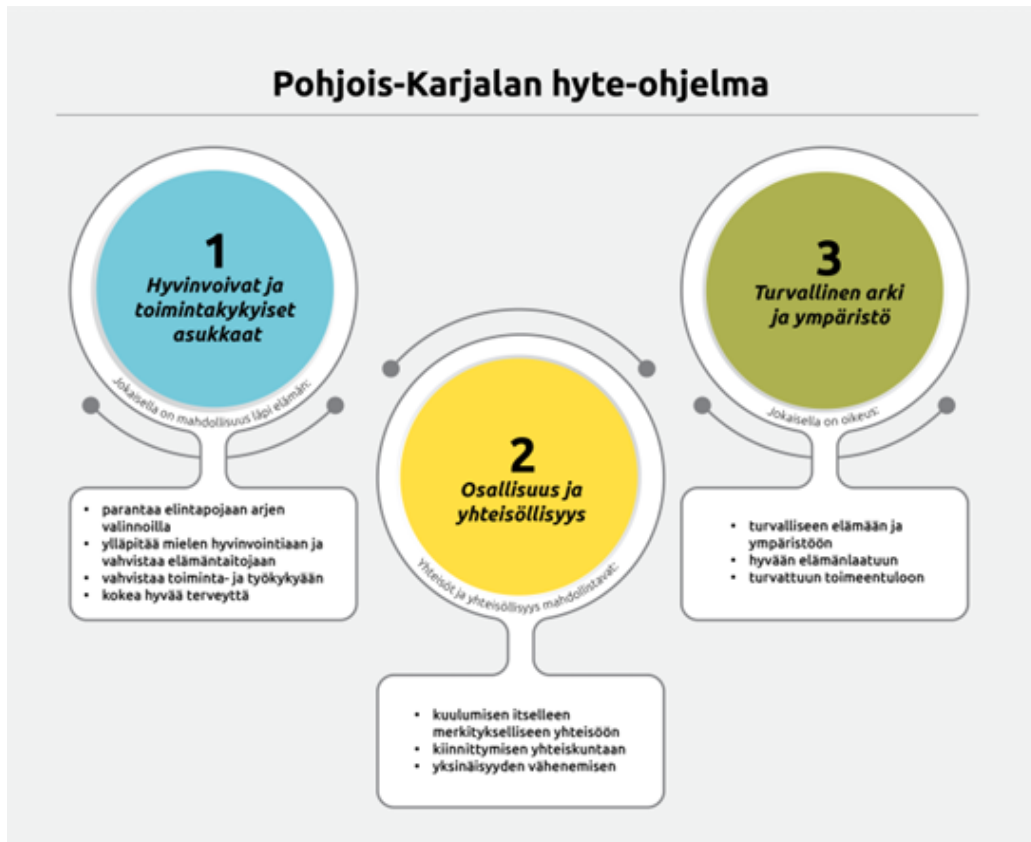 Pohjois-Karjalan hyte-ohjelma
1
Hyvinvoivat ja
toimintakykyiset
asukkaat
Jokaisella on mahdollisuus läpi elämän:
• parantaa elintapojaan arjen
valinnoilla
• ylläpitää mielen hyvinvointiaan ja
vahvistaa elämäntaitojaan
• vahvistaa toiminta- ja työkykyään
• kokea hyvää terveyttä
2
Osallisuus ja
yhteisöllisyys
Yhteisöt ja yhteisöllisyys mahdollistavat:
• kuulumisen itselleen
merkitykselliseen yhteisöön
• kiinnittymisen yhteiskuntaan
• yksinäisyyden vähenemisen
3
Turvallinen arki
ja ympäristö
Jokaisella on oikeus:
• turvalliseen elämään ja
ympäristöön
• hyvään elämänlaatuun
• turvattuun toimeentuloon